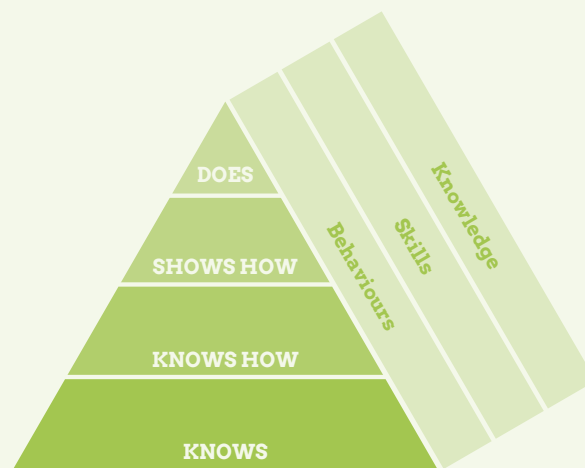 DOES
SHOWS HOW
KNOWS HOW
KNOWS
Behaviours
Skills
Knowledge